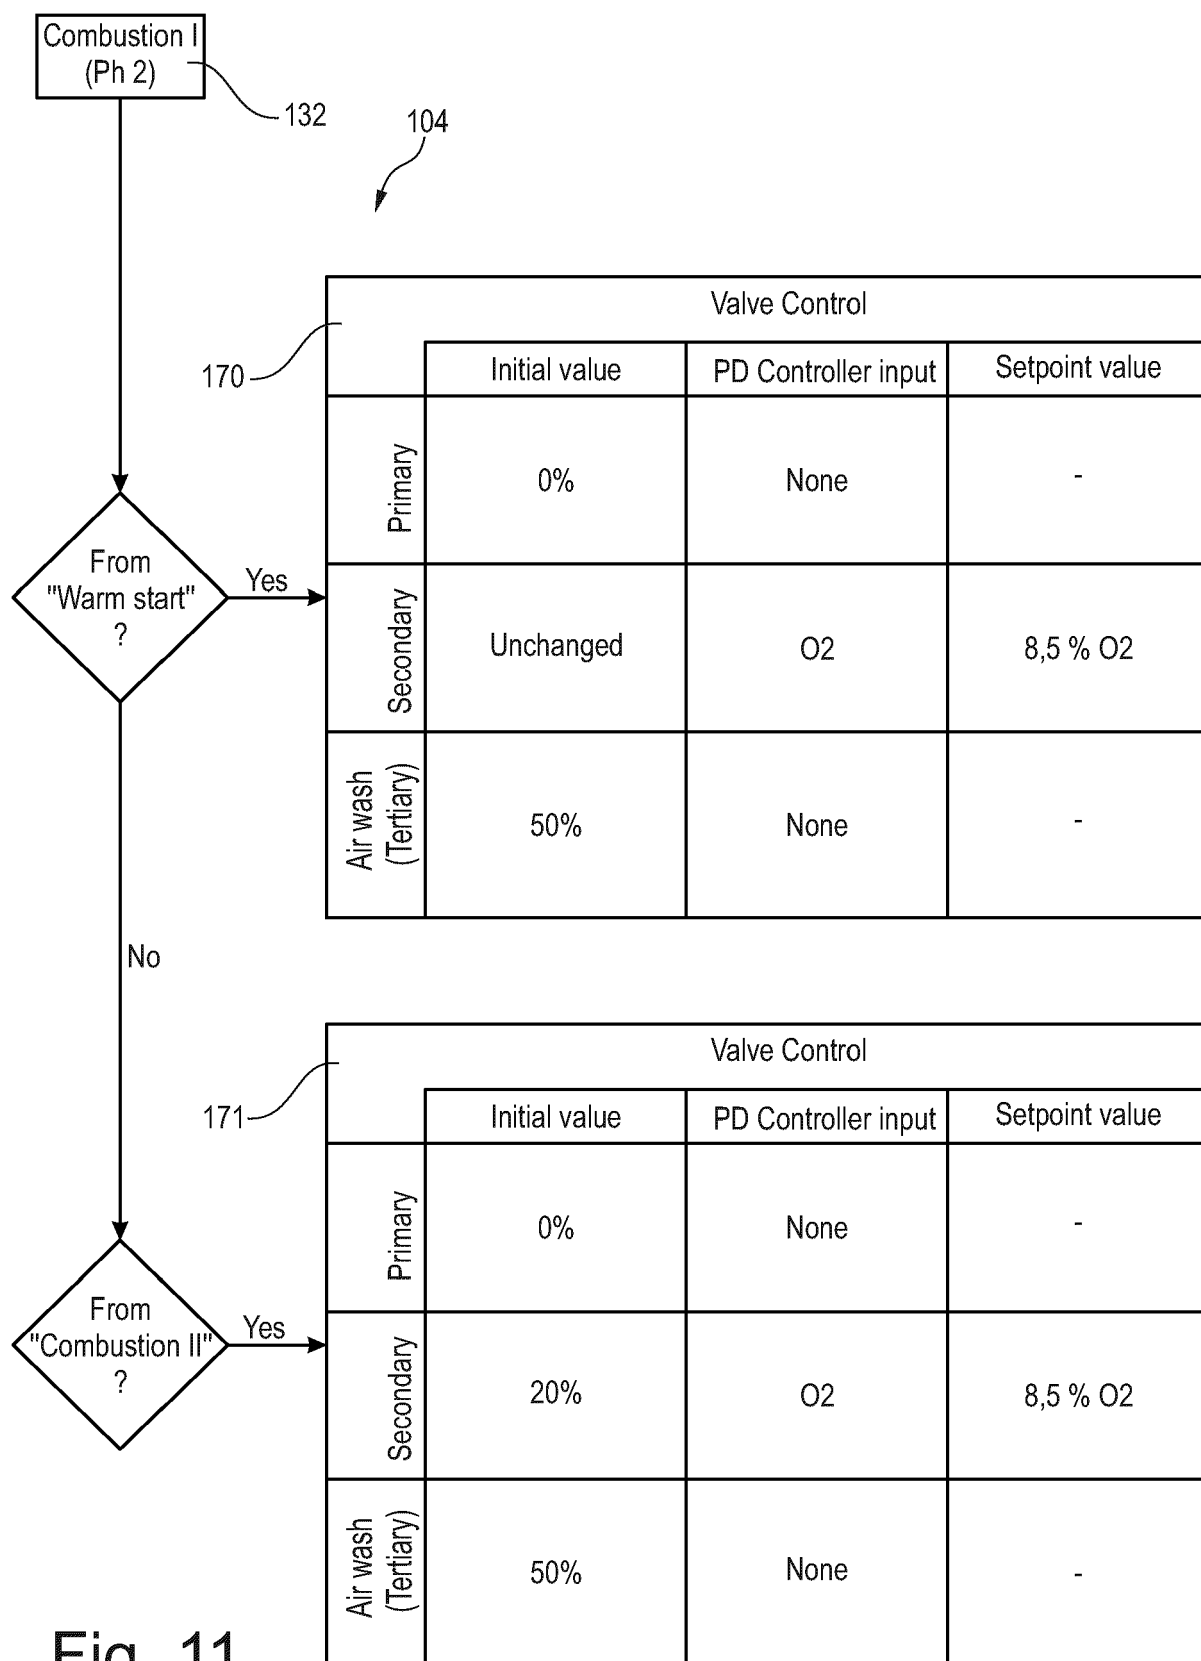 Combustion I
(Ph 2)
132
104
Valve Control
170
Initial value
PD Controller input
Setpoint value
Primary
0%
None
-
From
"Warm start"
?
Yes
Secondary
Unchanged
O2
8,5 % O2
Air wash
(Tertiary)
50%
None
-
No
Valve Control
171
Initial value
PD Controller input
Setpoint value
Primary
0%
None
-
From
"Combustion II"
?
Yes
Secondary
20%
O2
8,5 % O2
Air wash
(Tertiary)
50%
None
-
Fig. 11